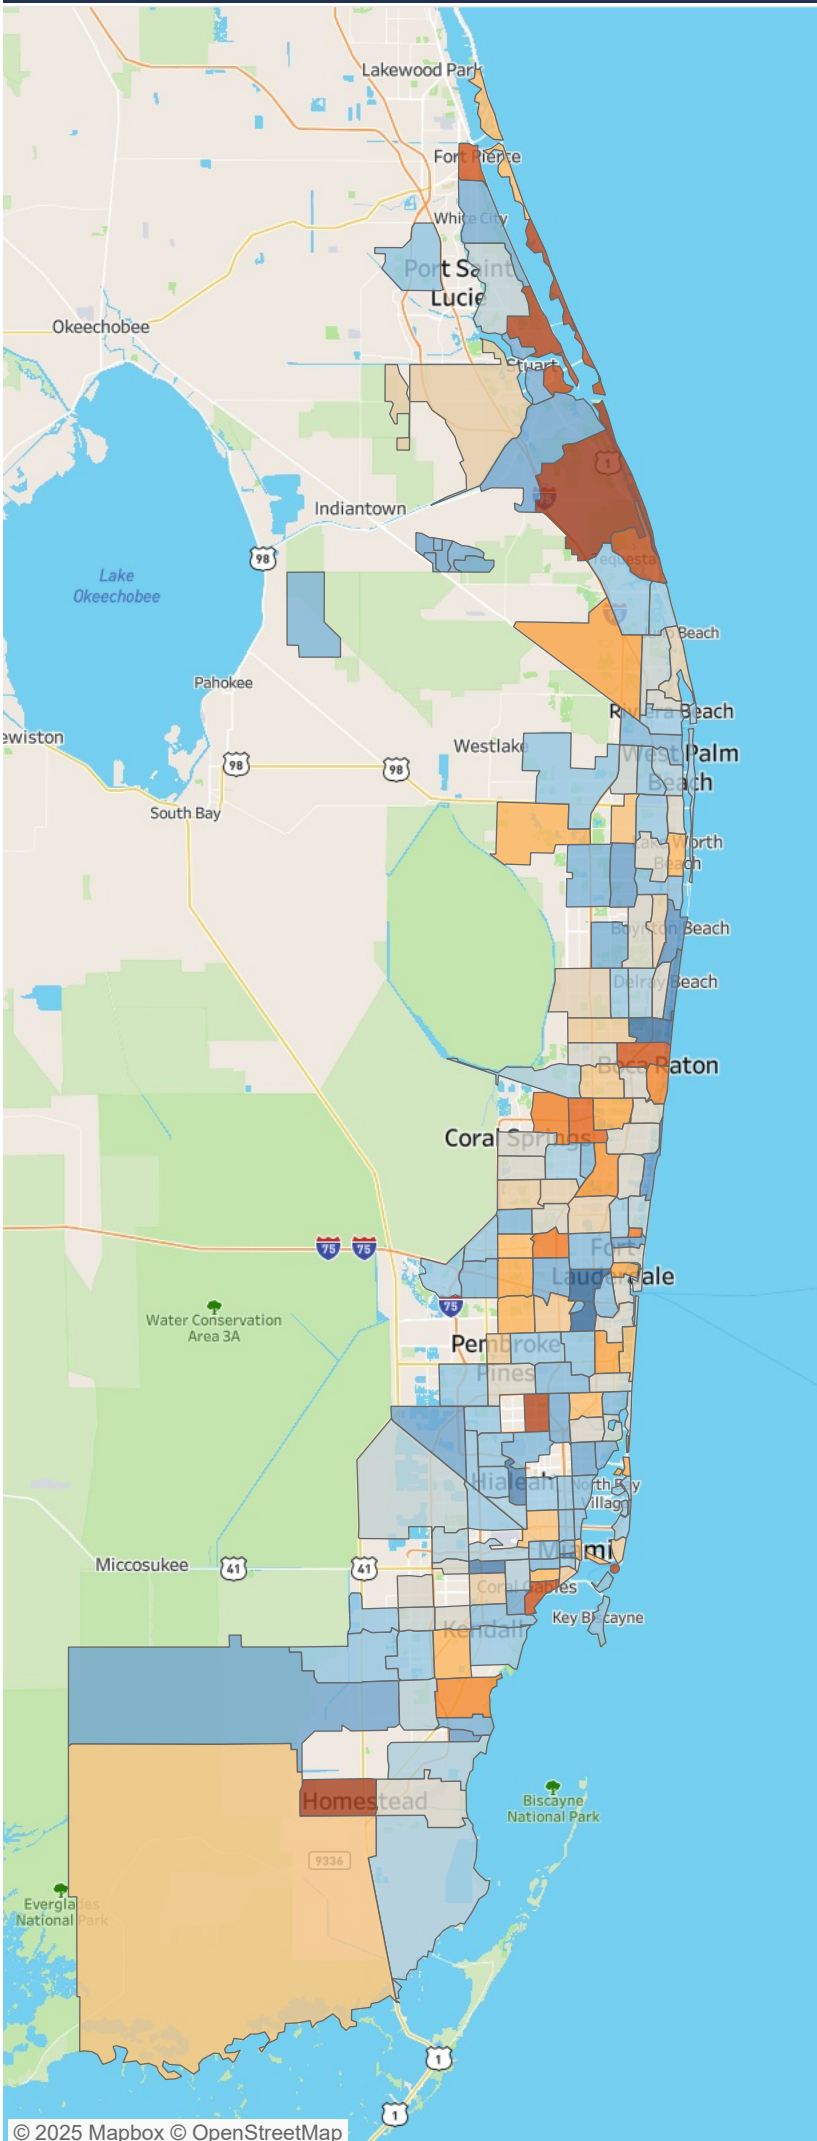 Lakewood Park
Fort Pierce
White City
Port Saint
Lucie
Okeechobee
Stuart
1
75
Indiantown
98
Tequesta
Lake
Okeechobee
Juno Beach
Pahokee
Riviera Beach
ewiston
Westlake
West Palm
Beach
98
98
South Bay
Lake Worth
Beach
Boynton Beach
Delray Beach
Boca Raton
Coral Springs
75
75
Fort
Lauderdale
75
Water Conservation
Area 3A
Pembroke
Pines
Hialeah
North Bay
Village
Miami
Miccosukee
41
41
Coral Gables
Key Biscayne
Kendall
Homestead
Biscayne
National Park
9336
Everglades
National Park
1
1
© 2025 Mapbox © OpenStreetMap